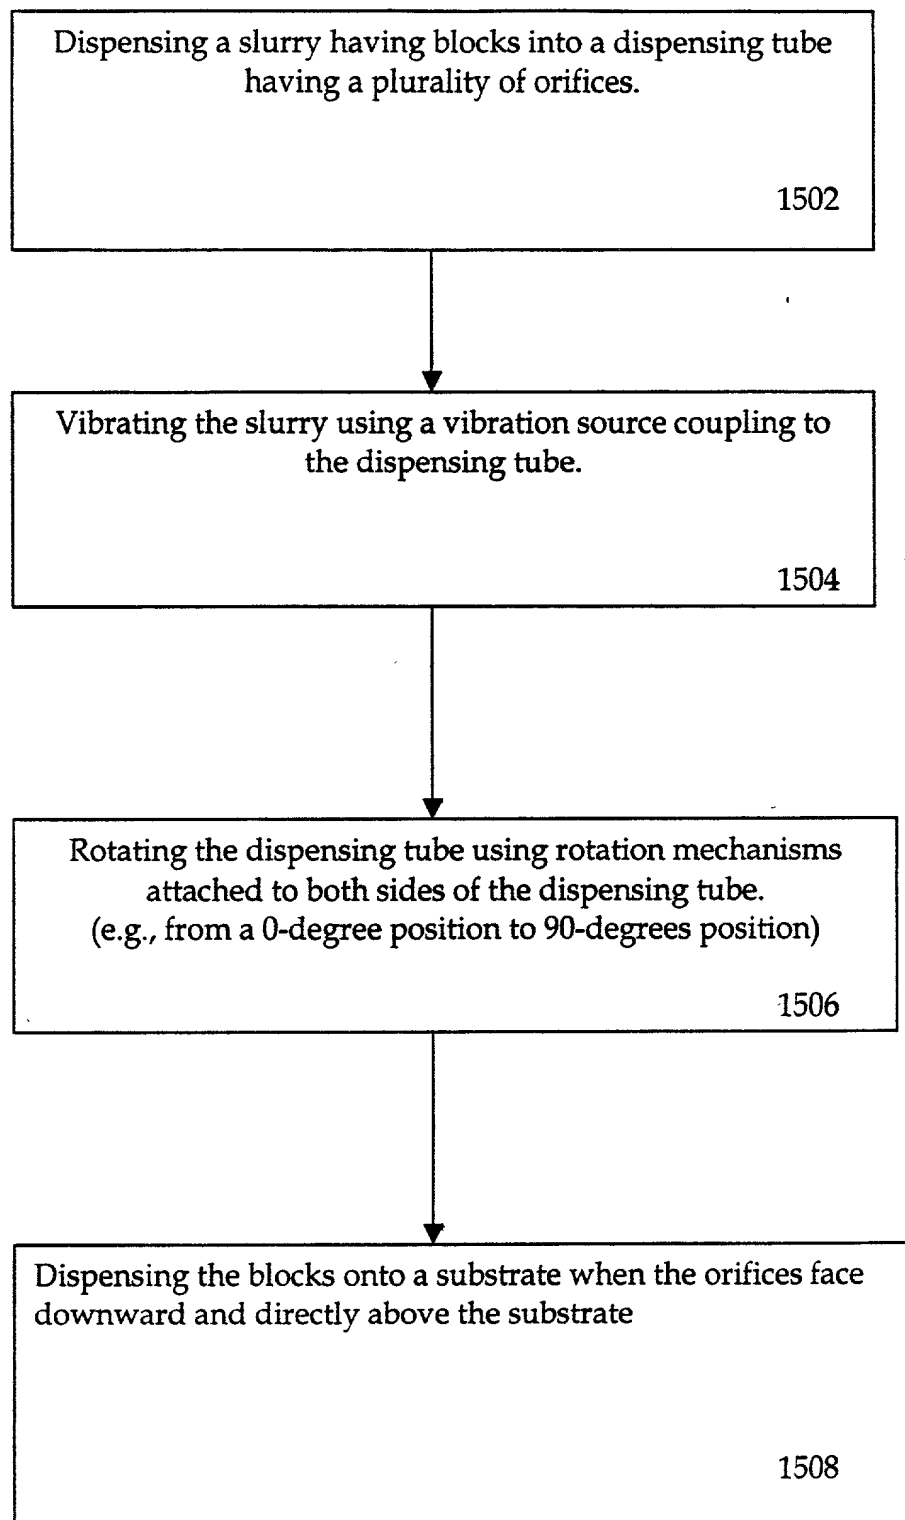 Dispensing a slurry having blocks into a dispensing tube
having a plurality of orifices.
1502
Vibrating the slurry using a vibration source coupling to
the dispensing tube.
1504
Rotating the dispensing tube using rotation mechanisms
attached to both sides of the dispensing tube.
(e.g., from a 0-degree position to 90-degrees position)
1506
Dispensing the blocks onto a substrate when the orifices face
downward and directly above the substrate
1508